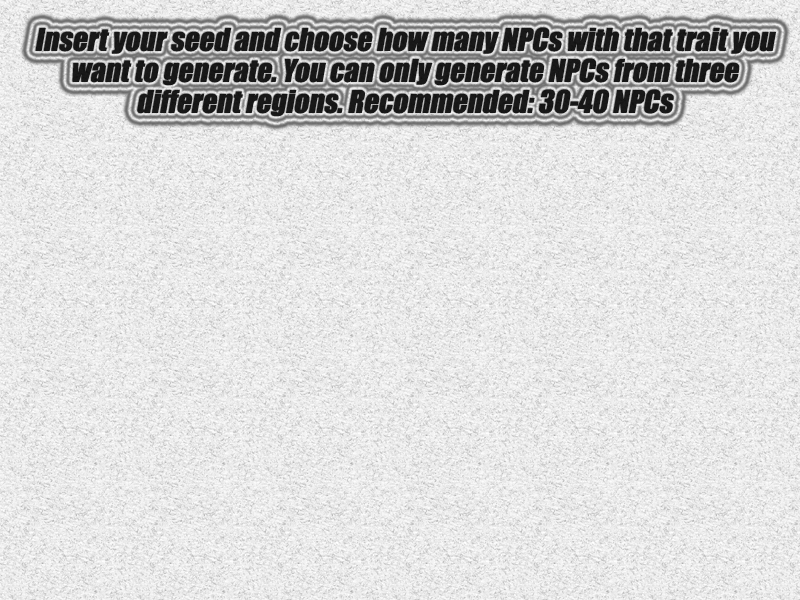 Insert your seed and choose how many NPCs with that trait you
want to generate. You can only generate NPCs from three
different regions. Recommended: 30-40 NPCs